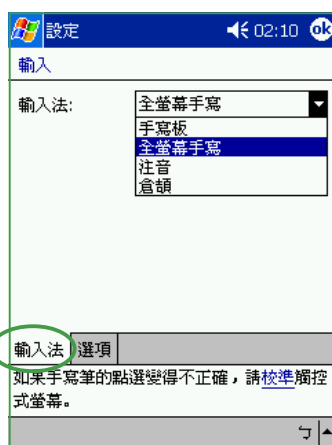 設定 02:10 ok
輸入
輸入法: 全螢幕手寫
手寫板
全螢幕手寫
注音
倉頡
輸入法 選項
如果手寫筆的點選變得不正確，請校準觸控
式螢幕。
ㄅ